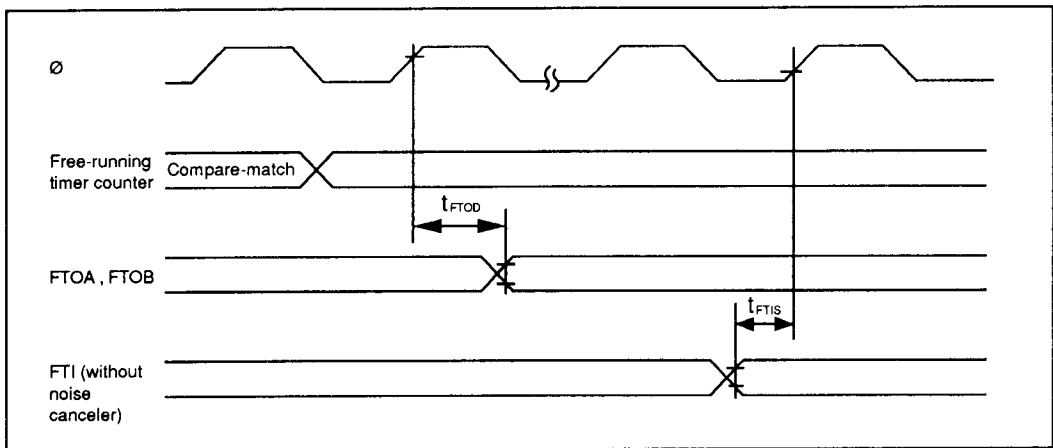 Ø
Free-running
timer counter
Compare-match
tFTOD
FTOA , FTOB
tFTIS
FTI (without
noise
canceler)